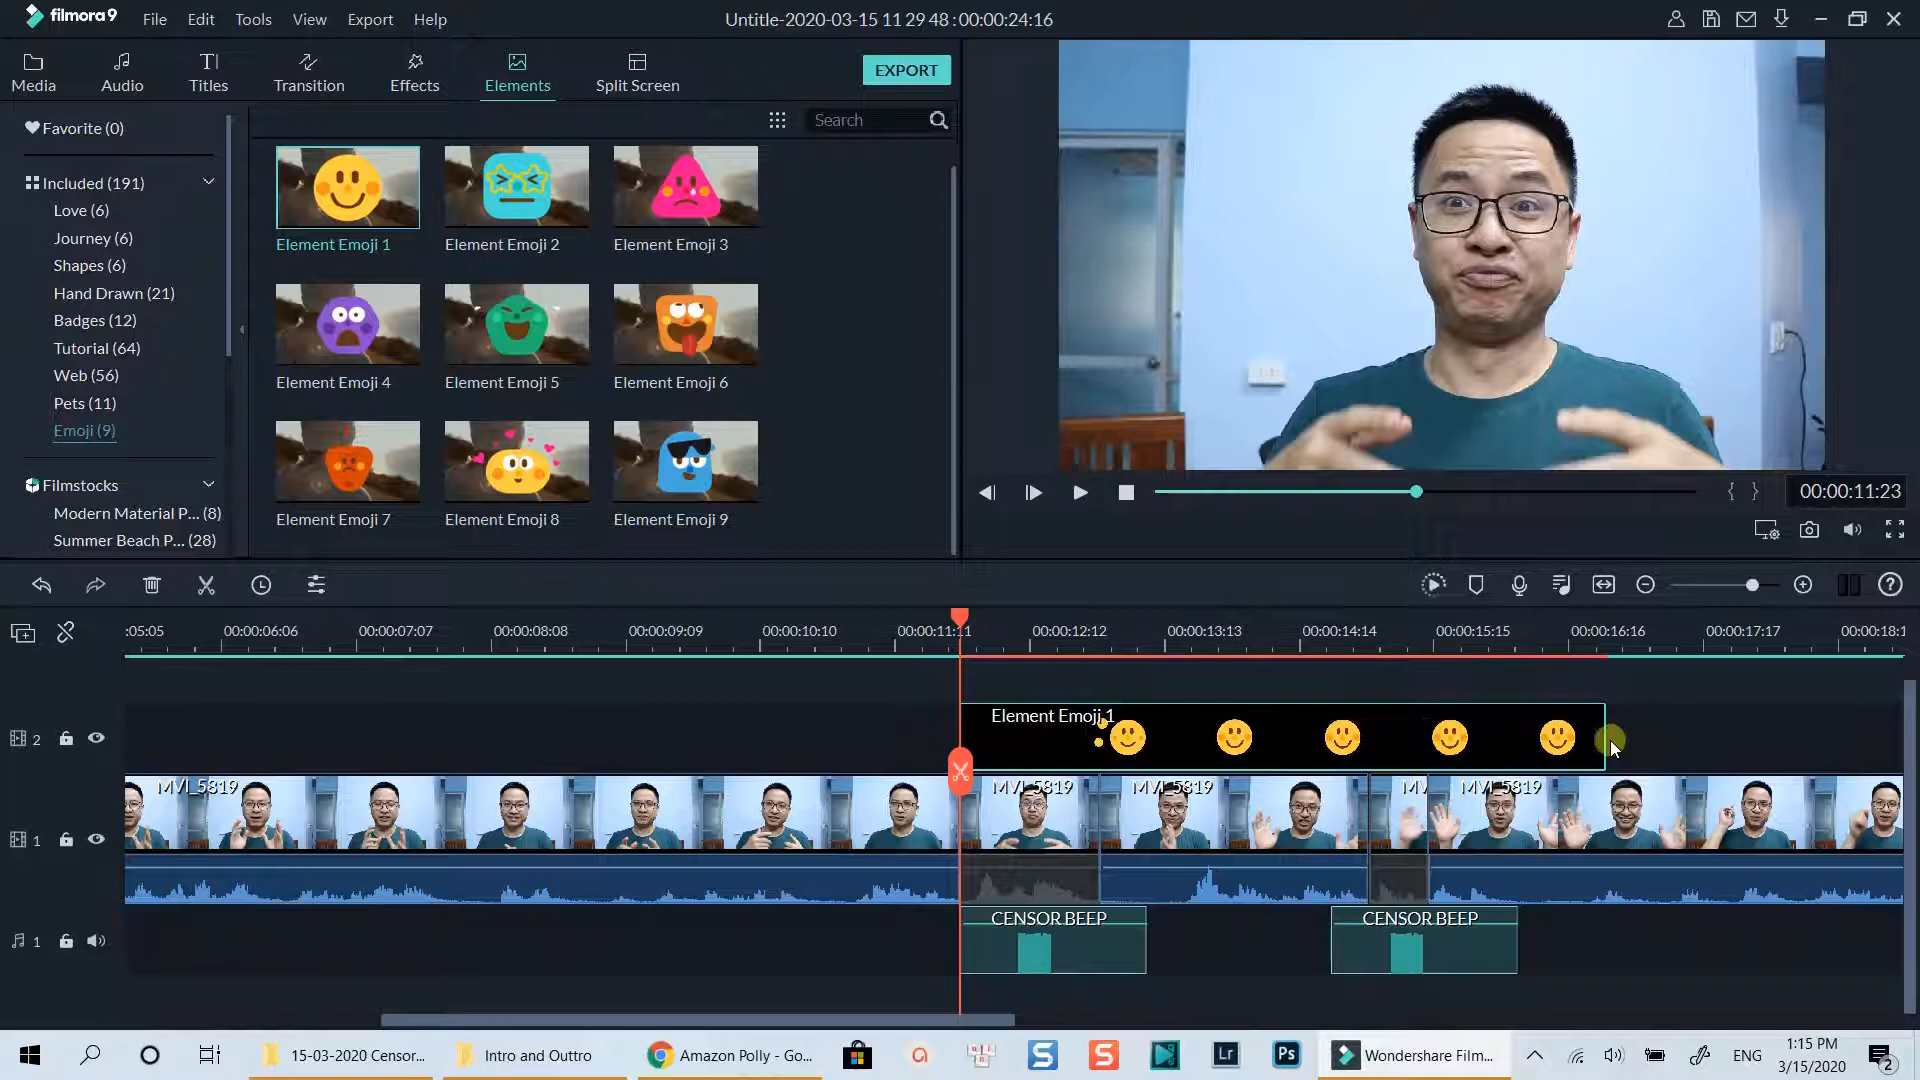 filmora9 File Edit Tools View Export Help Untitle-2020-03-15 11 29 48 : 00:00:24:16
Media Audio Titles Transition Effects Elements Split Screen EXPORT
Favorite (0)
Search
Included (191)
Love (6)
Journey (6)
Shapes (6)
Hand Drawn (21)
Badges (12)
Tutorial (64)
Web (56)
Pets (11)
Emoji (9)
Filmstocks
Modern Material P... (8)
Summer Beach P... (28)
Element Emoji 1 Element Emoji 2 Element Emoji 3
Element Emoji 4 Element Emoji 5 Element Emoji 6
Element Emoji 7 Element Emoji 8 Element Emoji 9
{ } 00:00:11:23
:05:05 00:00:06:06 00:00:07:07 00:00:08:08 00:00:09:09 00:00:10:10 00:00:11:11 00:00:12:12 00:00:13:13 00:00:14:14 00:00:15:15 00:00:16:16 00:00:17:17 00:00:18:1
Element Emoji 1
2
MVI_5819 MVI_5819 MVI_5819 MV MVI_5819
1
CENSOR BEEP CENSOR BEEP
1
15-03-2020 Censor... Intro and Outtro Amazon Polly - Go... Lr Ps Wondershare Film... ENG
1:15 PM
3/15/2020
2